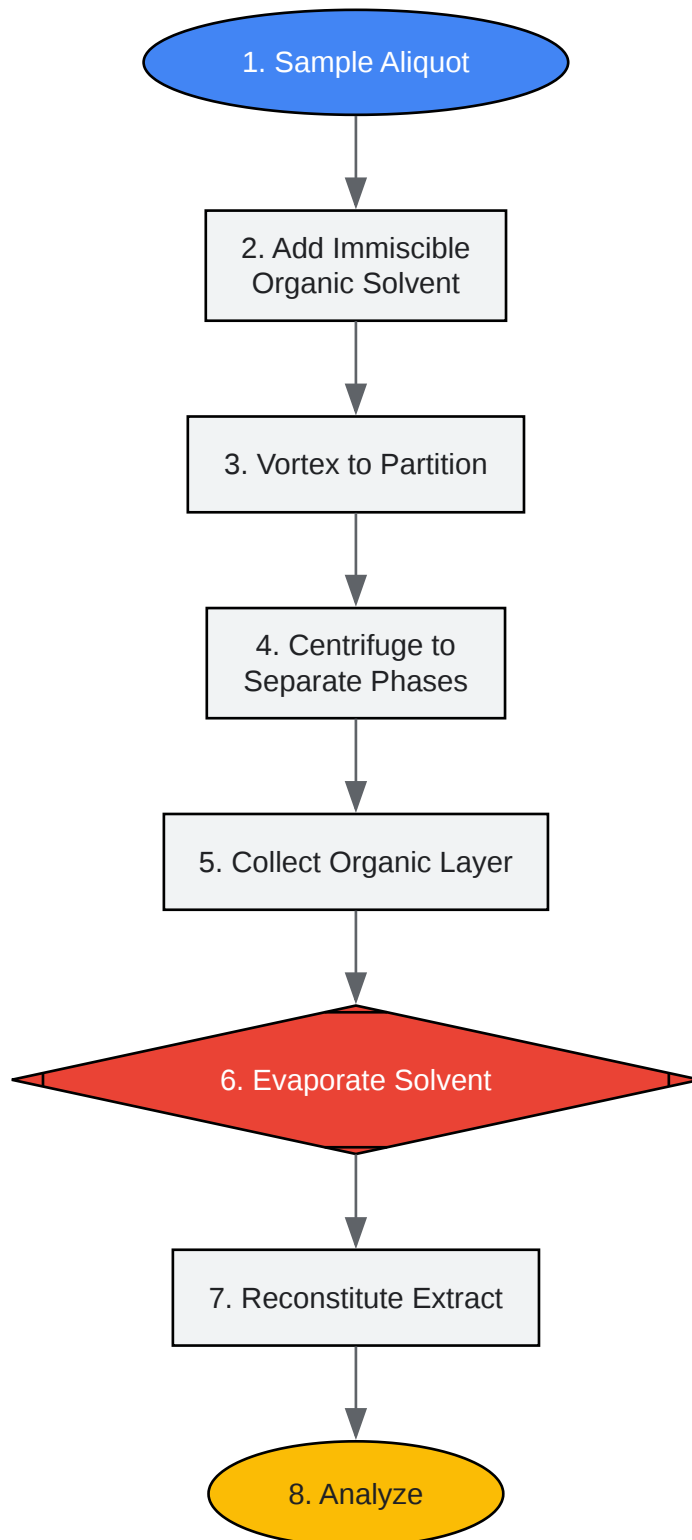 1. Sample Aliquot
2. Add Immiscible
Organic Solvent
3. Vortex to Partition
4. Centrifuge to
Separate Phases
5. Collect Organic Layer
6. Evaporate Solvent
7. Reconstitute Extract
8. Analyze